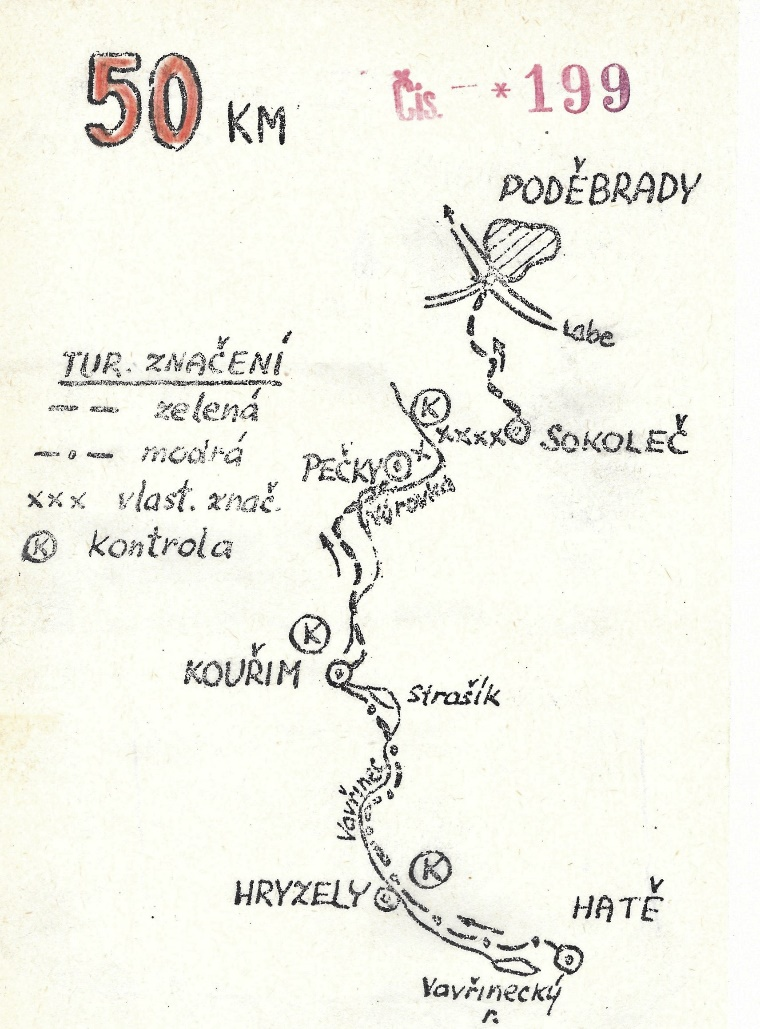 50 KM
Čis. — * 199
PODĚBRADY
Labe
TUR. ZNAČENÍ
— — — zelená
— o — modrá
xxx vlast. znač.
K kontrola
K
xxxx SOKOLEČ
PEČKY x
Výrovka
K
KOUŘIM
Strašík
Vavřinec
K
HRYZELY
HATĚ
Vavřinecký
r.